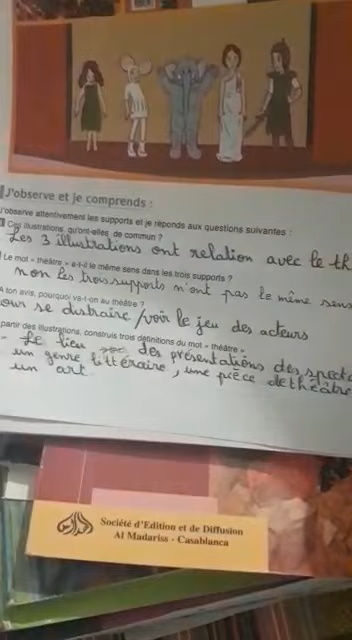 J'observe et je comprends :
J'observe attentivement les supports et je réponds aux questions suivantes :
Ces illustrations, qu'ont-elles de commun ?
Les 3 illustrations ont relation avec le th
Le mot « théâtre » a-t-il le même sens dans les trois supports ?
non les trois supports n'ont pas le même sens
A ton avis, pourquoi va-t-on au théâtre ?
our se distraire / voir le jeu des acteurs
partir des illustrations, construis trois définitions du mot « théâtre »
- Le lieu des présentations des specta
un genre littéraire, une pièce de théâtre
un art
Société d'Edition et de Diffusion
Al Madariss - Casablanca